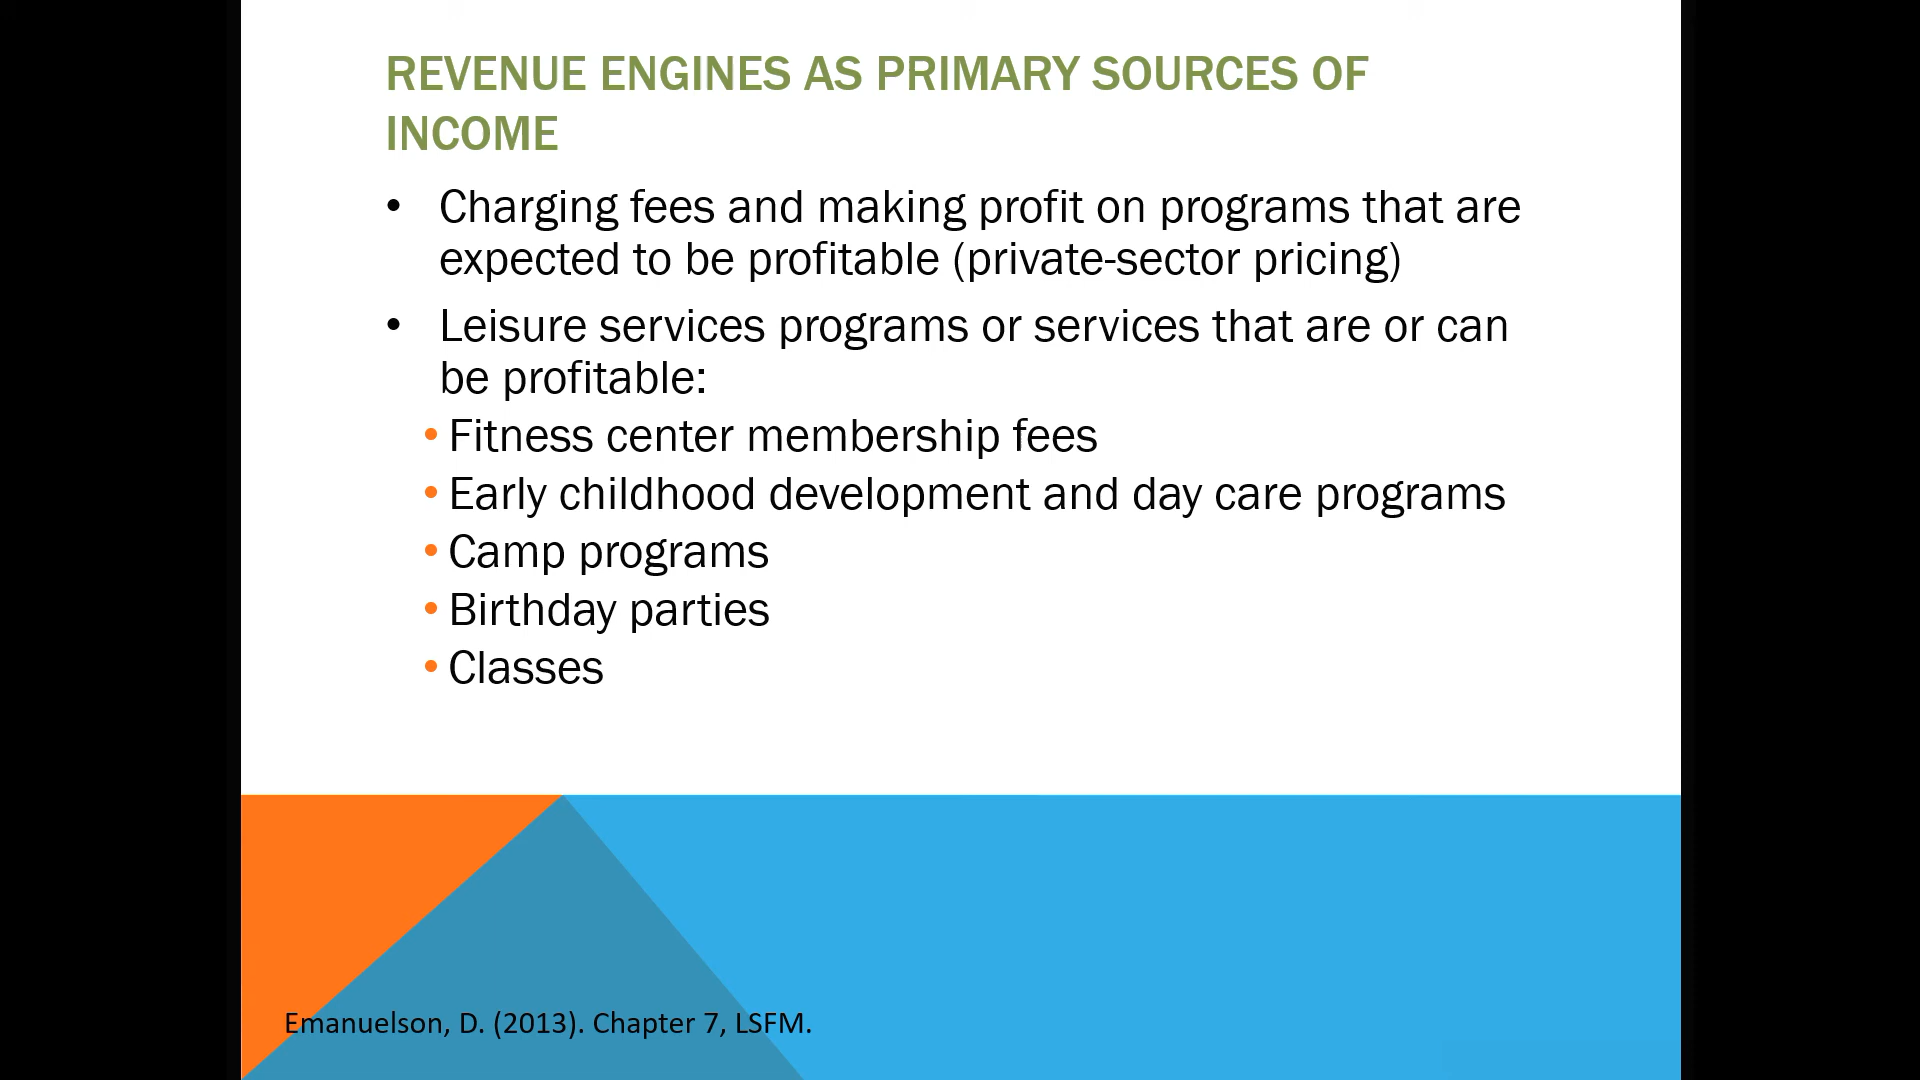 REVENUE ENGINES AS PRIMARY SOURCES OF
INCOME
• Charging fees and making profit on programs that are
expected to be profitable (private-sector pricing)
• Leisure services programs or services that are or can
be profitable:
• Fitness center membership fees
• Early childhood development and day care programs
• Camp programs
• Birthday parties
• Classes
Emanuelson, D. (2013). Chapter 7, LSFM.